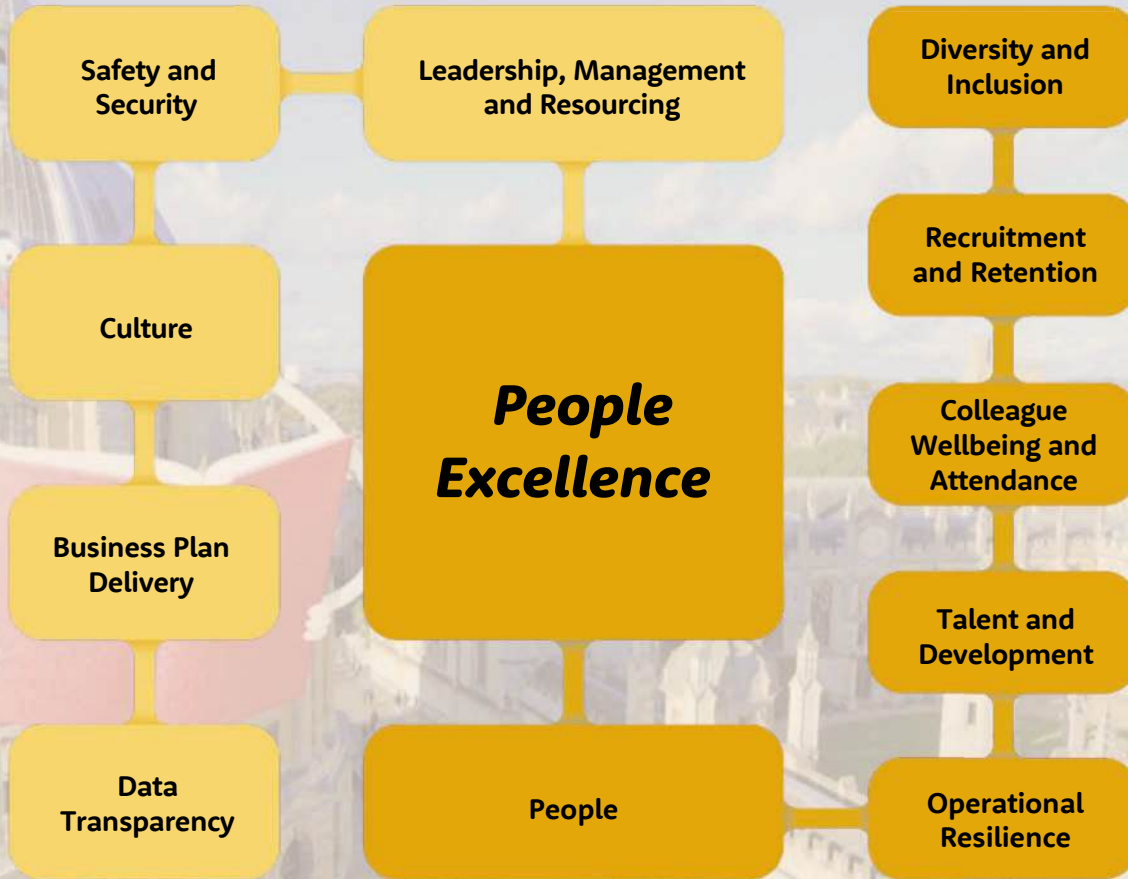 Safety and
Security
Leadership, Management
and Resourcing
Diversity and
Inclusion
Culture
Recruitment
and Retention
People
Excellence
Colleague
Wellbeing and
Attendance
Business Plan
Delivery
Talent and
Development
Data
Transparency
People
Operational
Resilience